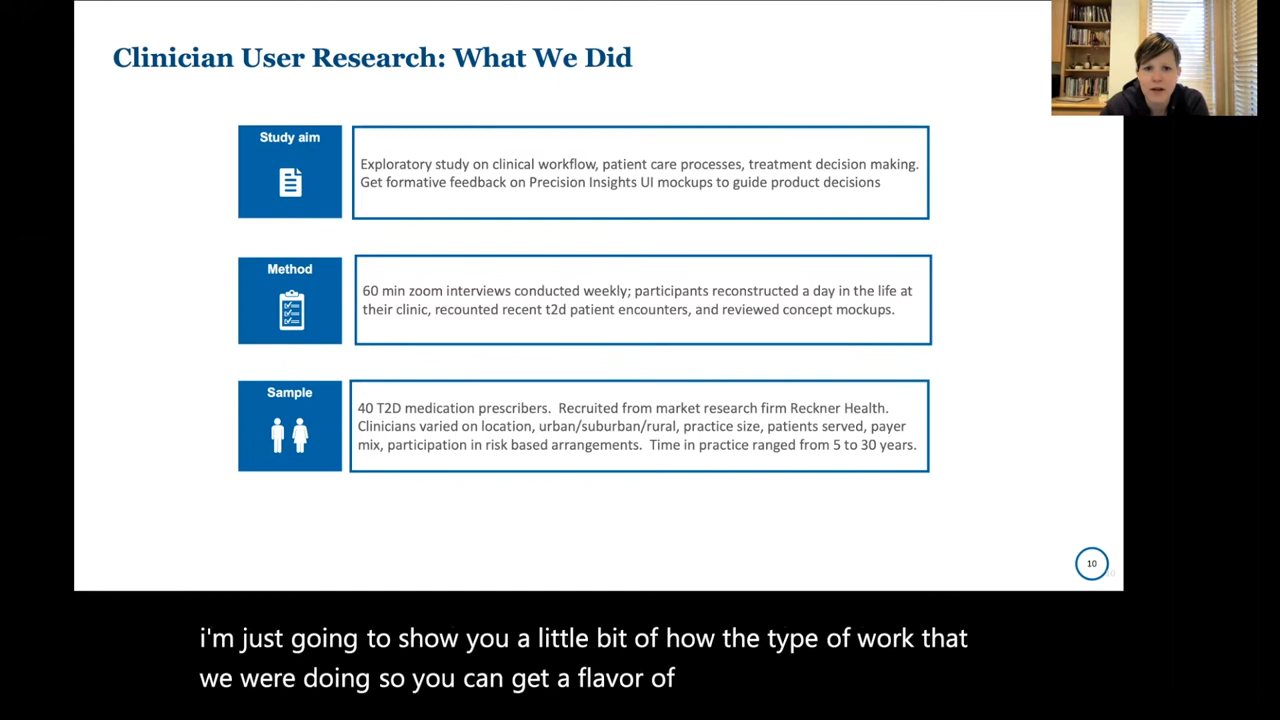 Clinician User Research: What We Did
Study aim
Exploratory study on clinical workflow, patient care processes, treatment decision making.
Get formative feedback on Precision Insights UI mockups to guide product decisions
Method
60 min zoom interviews conducted weekly; participants reconstructed a day in the life at
their clinic, recounted recent t2d patient encounters, and reviewed concept mockups.
Sample
40 T2D medication prescribers.  Recruited from market research firm Reckner Health.
Clinicians varied on location, urban/suburban/rural, practice size, patients served, payer
mix, participation in risk based arrangements.  Time in practice ranged from 5 to 30 years.
10
10
i'm just going to show you a little bit of how the type of work that
we were doing so you can get a flavor of